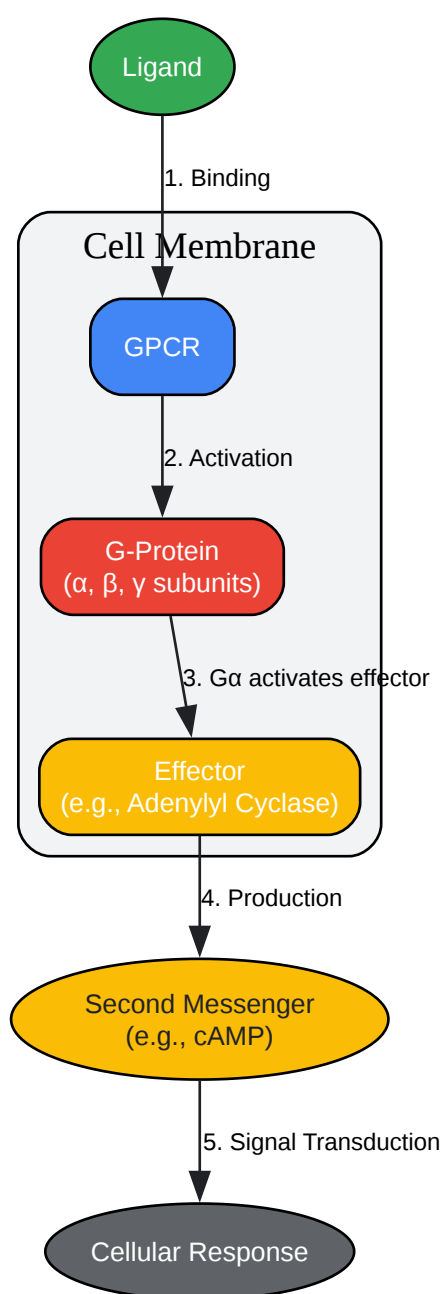 Ligand
1. Binding
Cell Membrane
GPCR
2. Activation
G-Protein
(α, β, γ subunits)
3. Gα activates effector
Effector
(e.g., Adenylyl Cyclase)
4. Production
Second Messenger
(e.g., cAMP)
5. Signal Transduction
Cellular Response